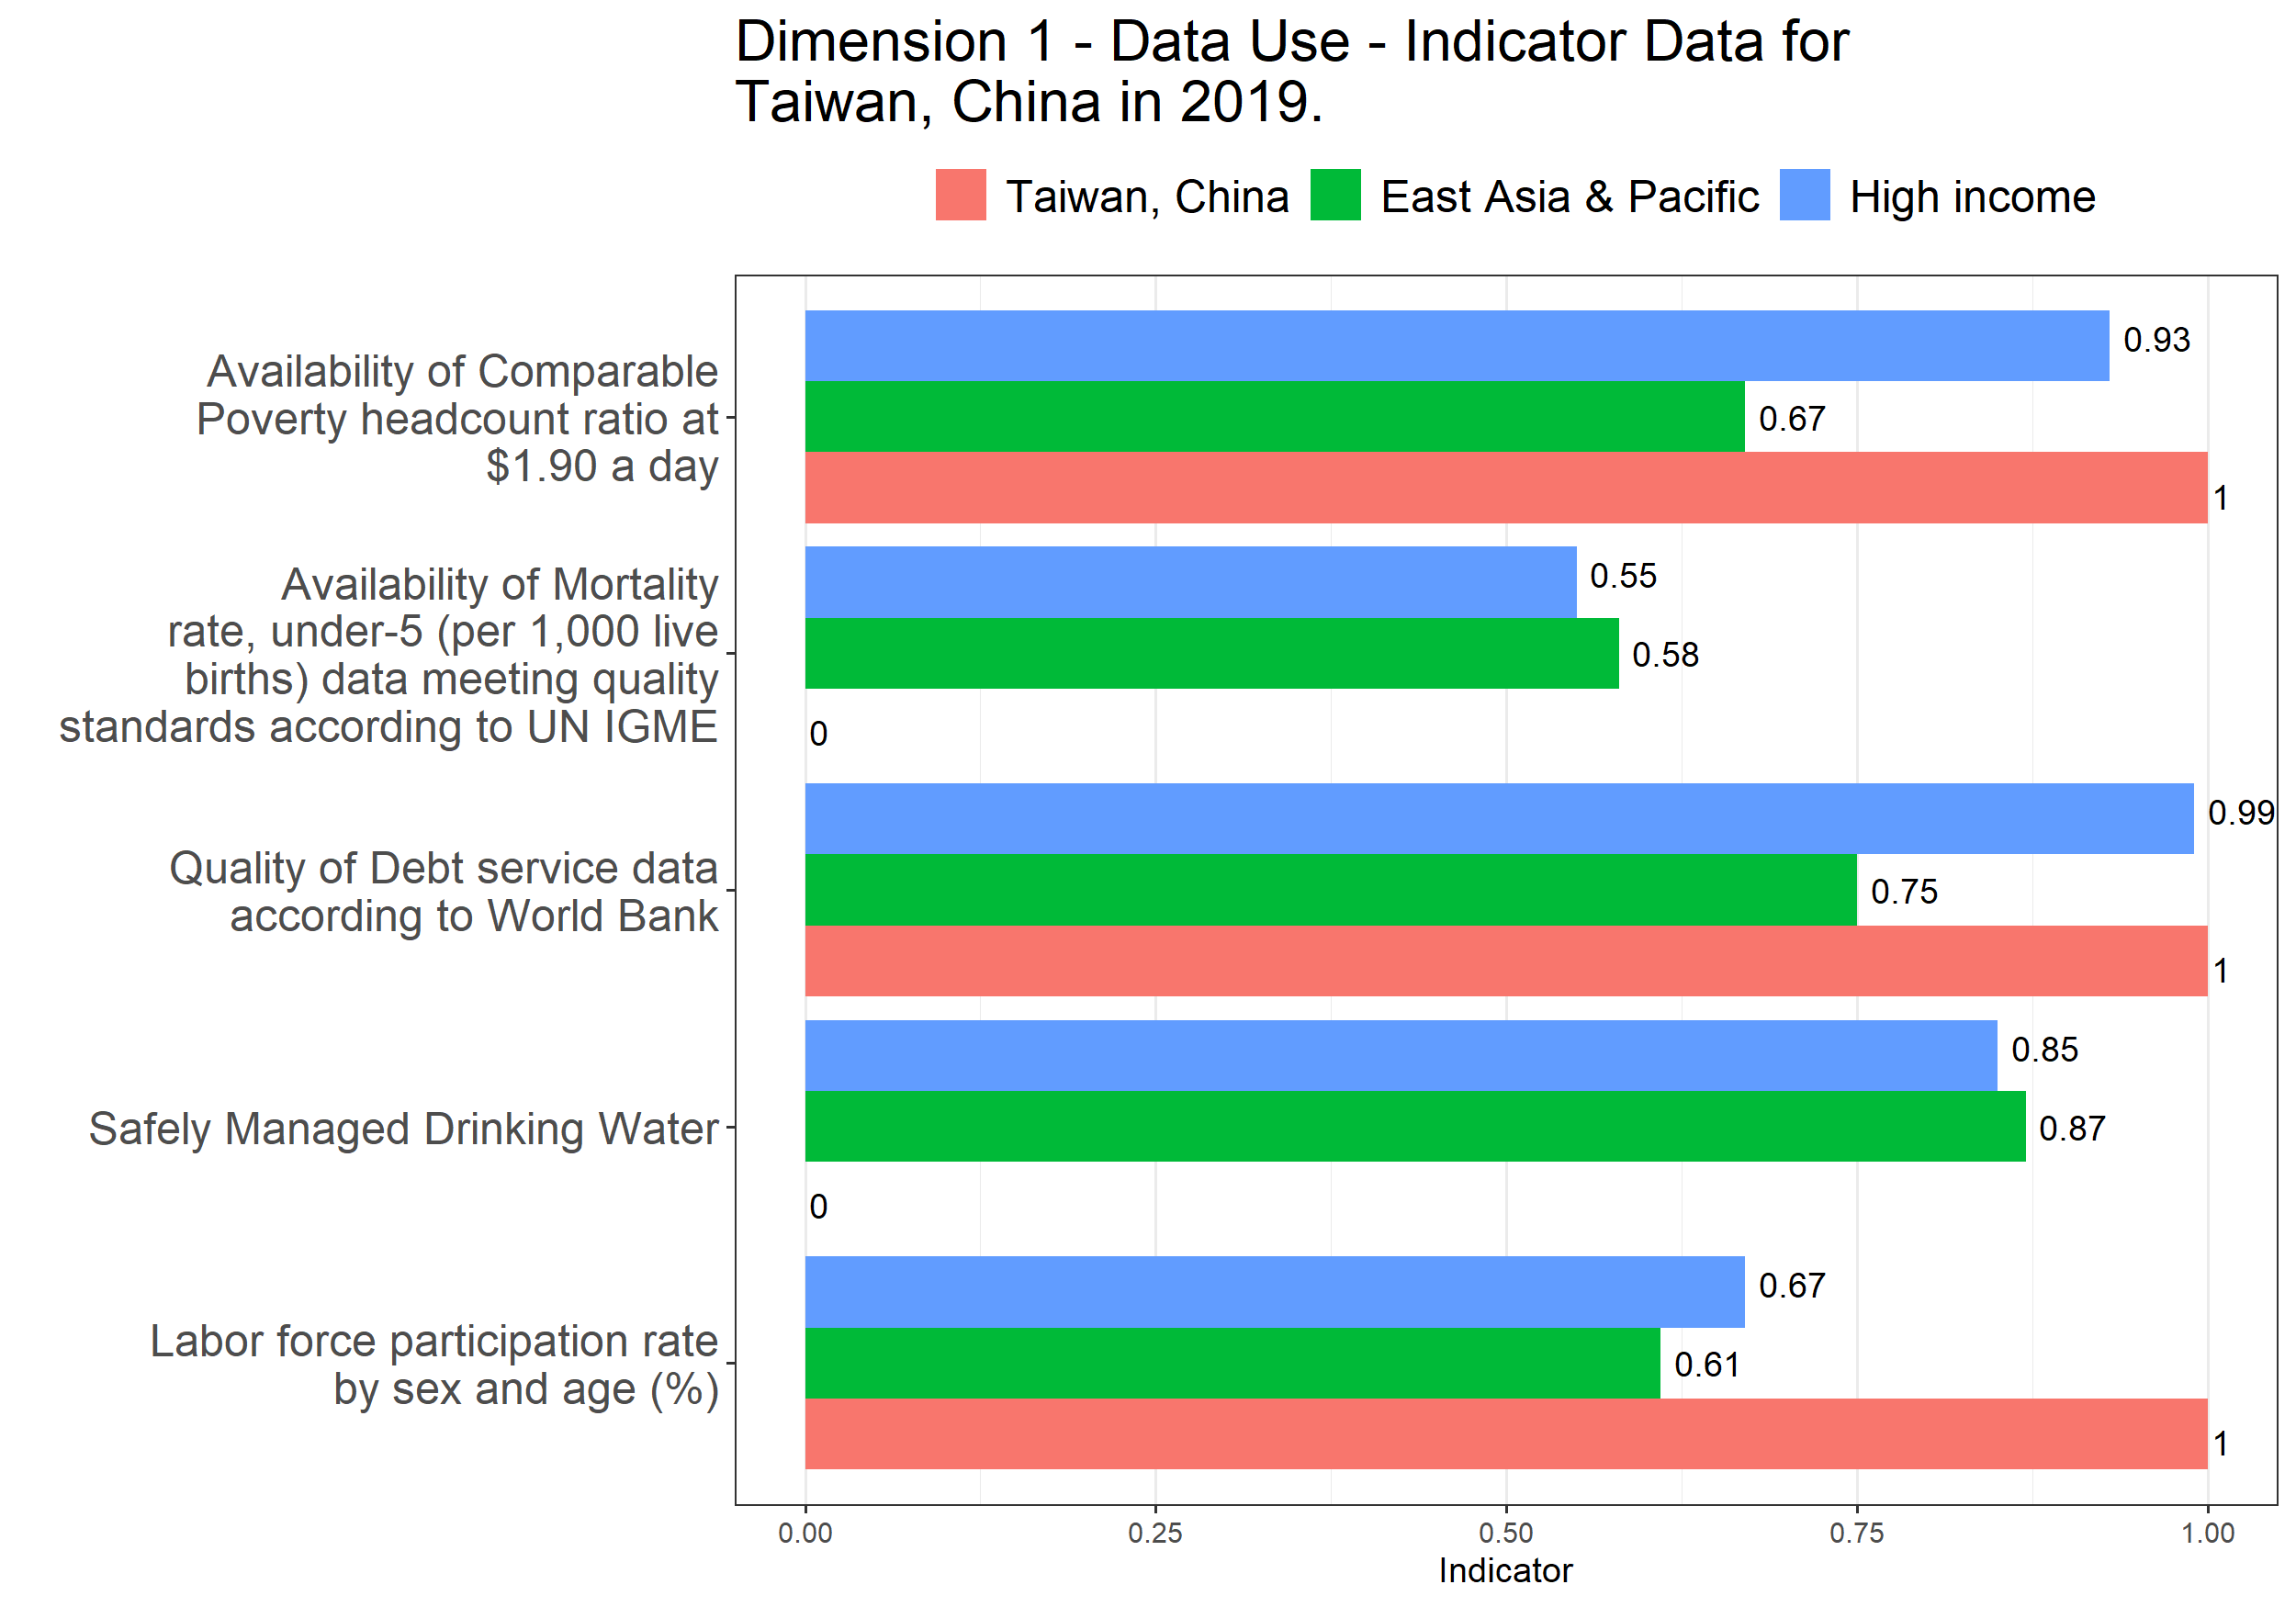 Dimension 1 - Data Use - Indicator Data for
Taiwan, China in 2019.
Taiwan, China
East Asia & Pacific
High income
Availability of Comparable
Poverty headcount ratio at
$1.90 a day
0.93
0.67
1
Availability of Mortality
rate, under-5 (per 1,000 live
births) data meeting quality
standards according to UN IGME
0.55
0.58
0
Quality of Debt service data
according to World Bank
0.99
0.75
1
Safely Managed Drinking Water
0.85
0.87
0
Labor force participation rate
by sex and age (%)
0.67
0.61
1
0.00
0.25
0.50
0.75
1.00
Indicator